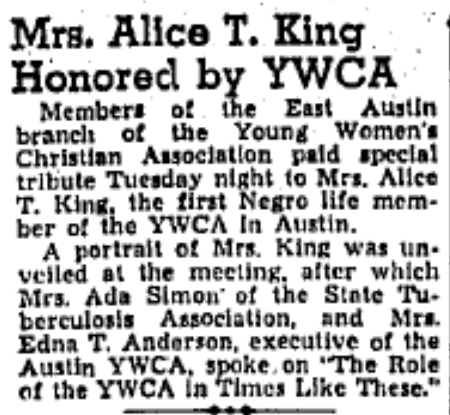 Mrs. Alice T. King
Honored by YWCA
Members of the East Austin
branch of the Young Women's
Christian Association paid special
tribute Tuesday night to Mrs. Alice
T. King, the first Negro life mem-
ber of the YWCA in Austin.
A portrait of Mrs. King was un-
veiled at the meeting, after which
Mrs. Ada Simon of the State Tu-
berculosis Association, and Mrs.
Edna T. Anderson, executive of the
Austin YWCA, spoke on "The Role
of the YWCA in Times Like These."